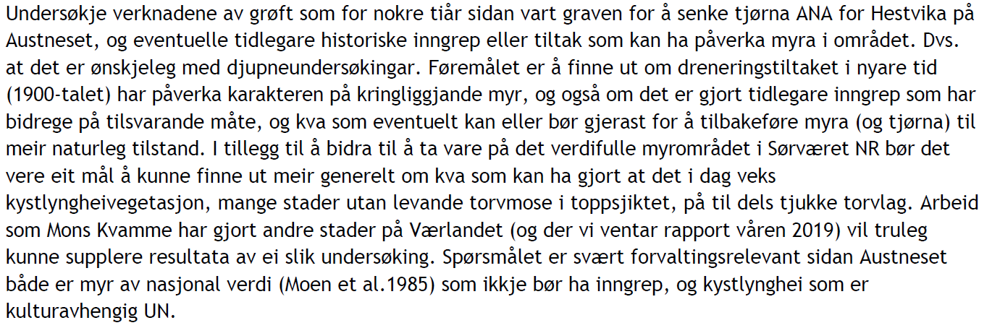 Undersøkje verknadene av grøft som for nokre tiår sidan vart graven for å senke tjørna ANA for Hestvika på
Austneset, og eventuelle tidlegare historiske inngrep eller tiltak som kan ha påverka myra i området. Dvs.
at det er ønskjeleg med djupneundersøkingar. Føremålet er å finne ut om dreneringstiltaket i nyare tid
(1900-talet) har påverka karakteren på kringliggjande myr, og også om det er gjort tidlegare inngrep som har
bidrege på tilsvarande måte, og kva som eventuelt kan eller bør gjerast for å tilbakeføre myra (og tjørna) til
meir naturleg tilstand. I tillegg til å bidra til å ta vare på det verdifulle myrområdet i Sørværet NR bør det
vere eit mål å kunne finne ut meir generelt om kva som kan ha gjort at det i dag veks
kystlyngheivegetasjon, mange stader utan levande torvmose i toppsjiktet, på til dels tjukke torvlag. Arbeid
som Mons Kvamme har gjort andre stader på Værlandet (og der vi ventar rapport våren 2019) vil truleg
kunne supplere resultata av ei slik undersøking. Spørsmålet er svært forvaltingsrelevant sidan Austneset
både er myr av nasjonal verdi (Moen et al.1985) som ikkje bør ha inngrep, og kystlynghei som er
kulturavhengig UN.